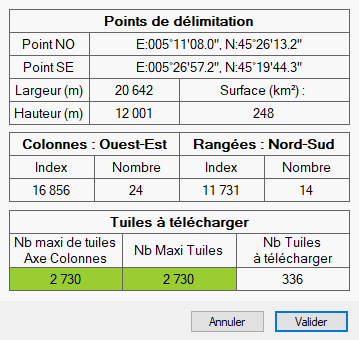 Points de délimitation
Point NO E:005°11'08.0", N:45°26'13.2"
Point SE E:005°26'57.2", N:45°19'44.3"
Largeur (m) 20 642 Surface (km²) :
Hauteur (m) 12 001 248
Colonnes : Ouest-Est Rangées : Nord-Sud
Index Nombre Index Nombre
16 856 24 11 731 14
Tuiles à télécharger
Nb maxi de tuiles
Axe Colonnes Nb Maxi Tuiles Nb Tuiles
à télécharger
2 730 2 730 336
Annuler Valider